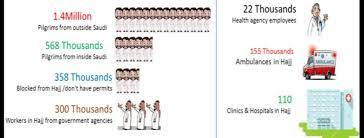 1.4Million
Pilgrims from outside Saudi
568 Thousands
Pilgrims from inside Saudi
358 Thousands
Blocked from Hajj /don't have permits
300 Thousands
Workers in Hajj from government agencies
22 Thousands
Health agency employees
155 Thousands
Ambulances in Hajj
AMBULANCE
110
Clinics & Hospitals in Hajj